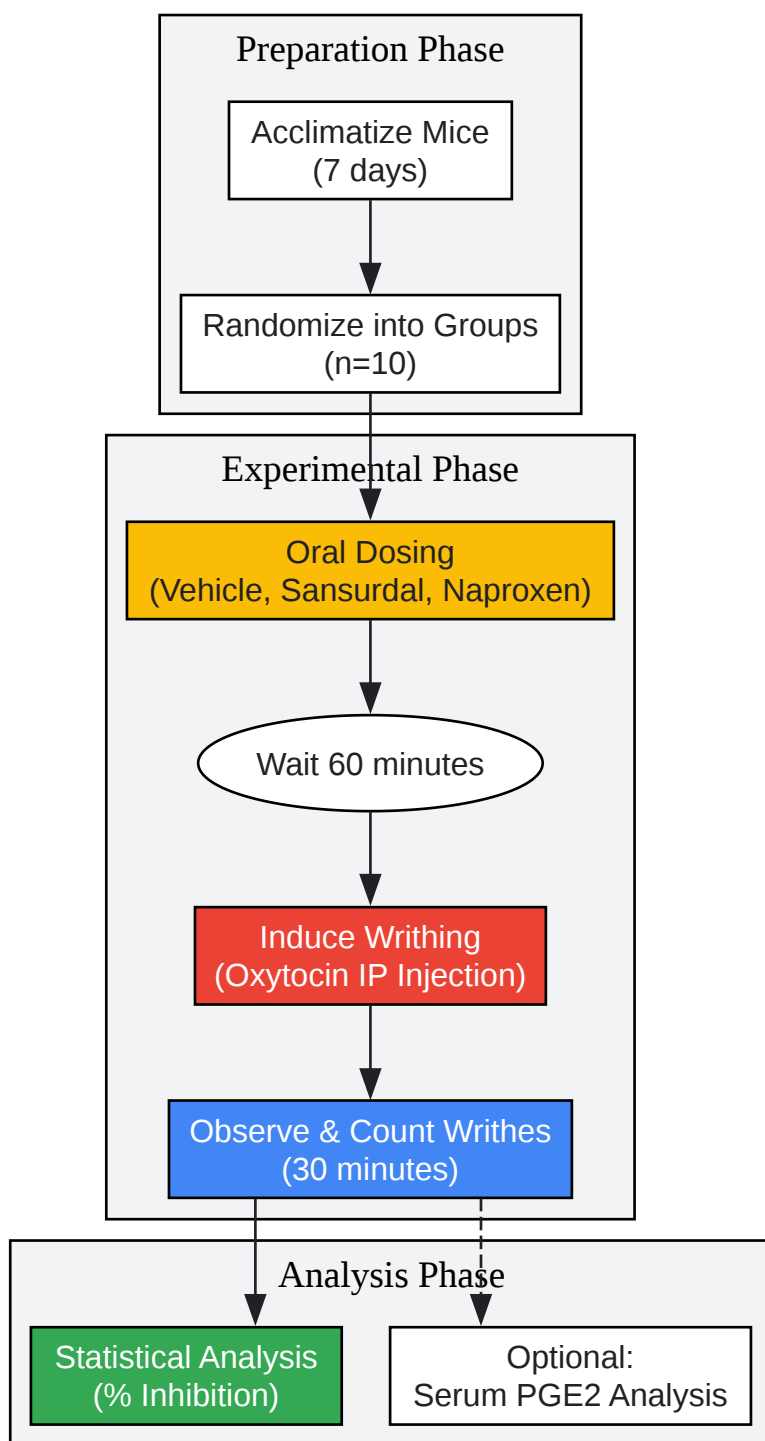 Preparation Phase
Acclimatize Mice
(7 days)
Randomize into Groups
(n=10)
Experimental Phase
Oral Dosing
(Vehicle, Sansurdal, Naproxen)
Wait 60 minutes
Induce Writhing
(Oxytocin IP Injection)
Observe & Count Writhes
(30 minutes)
Analysis Phase
Statistical Analysis
(% Inhibition)
Optional:
Serum PGE2 Analysis